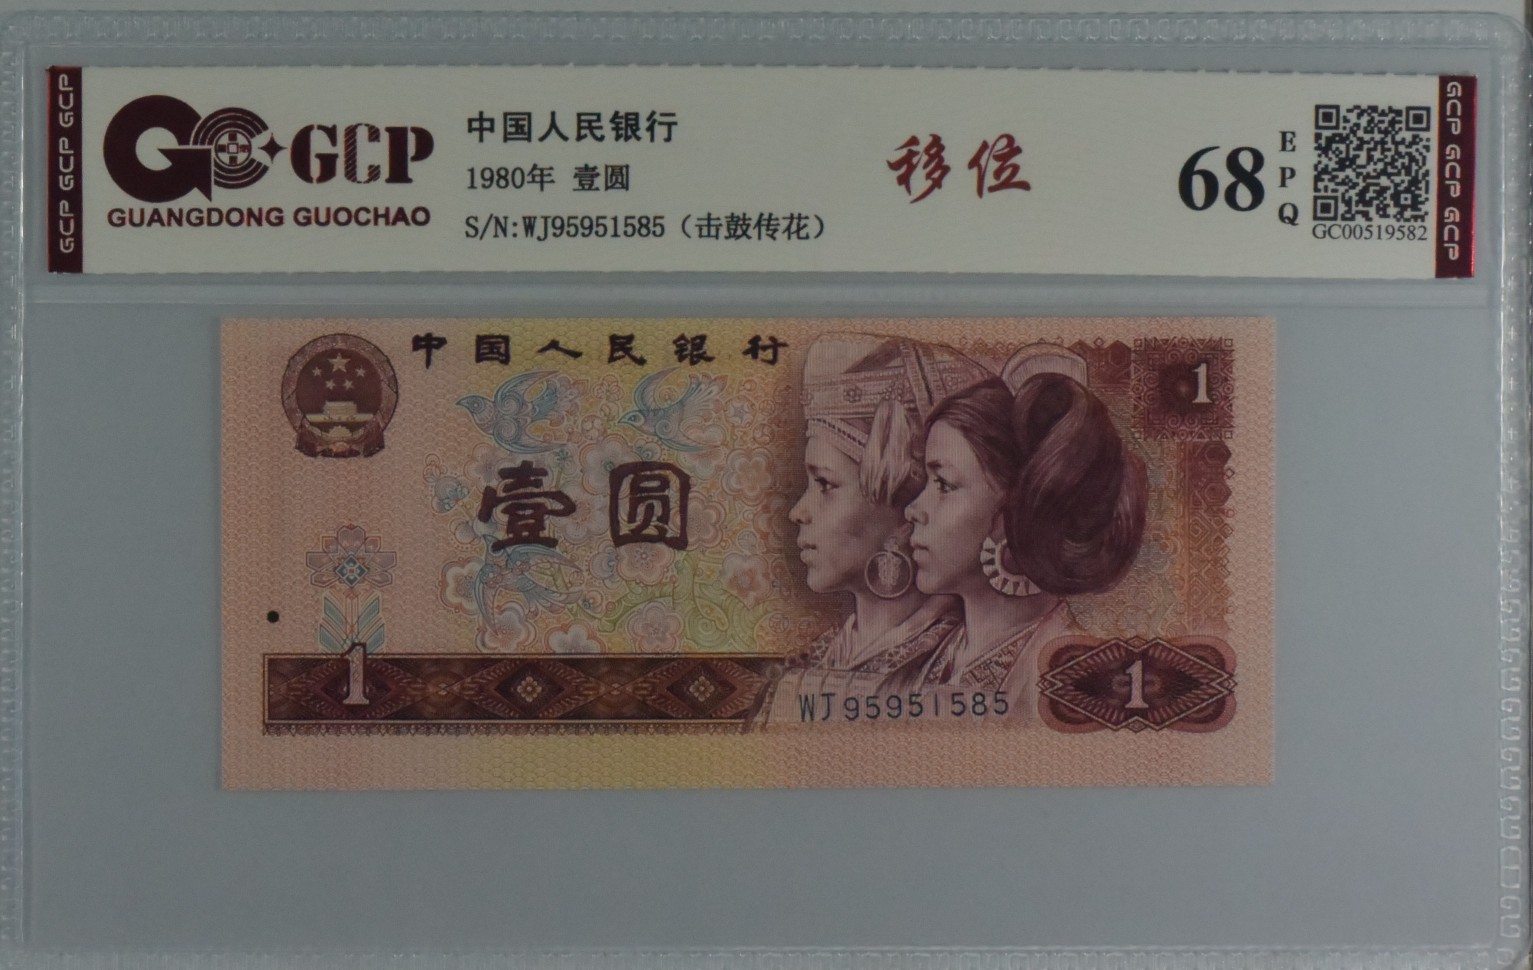 GCP GCP GCP
GCP
GUANGDONG GUOCHAO
中国人民银行
1980年 壹圆
S/N:WJ95951585（击鼓传花）
移位
68
EPQ
GC00519582
GCP GCP GCP
中国人民银行
1
壹圆
1
WJ95951585
1